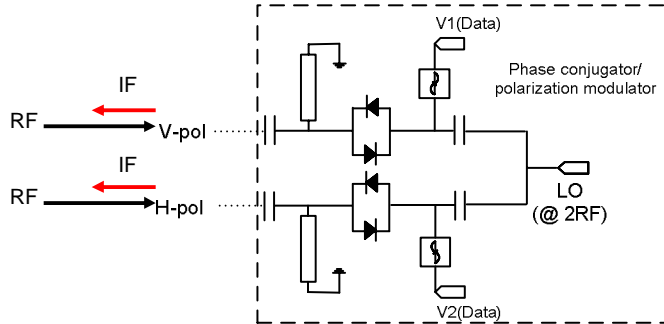 V1(Data)
Phase conjugator/
polarization modulator
IF
RF
V-pol
IF
RF
H-pol
LO
(@ 2RF)
V2(Data)